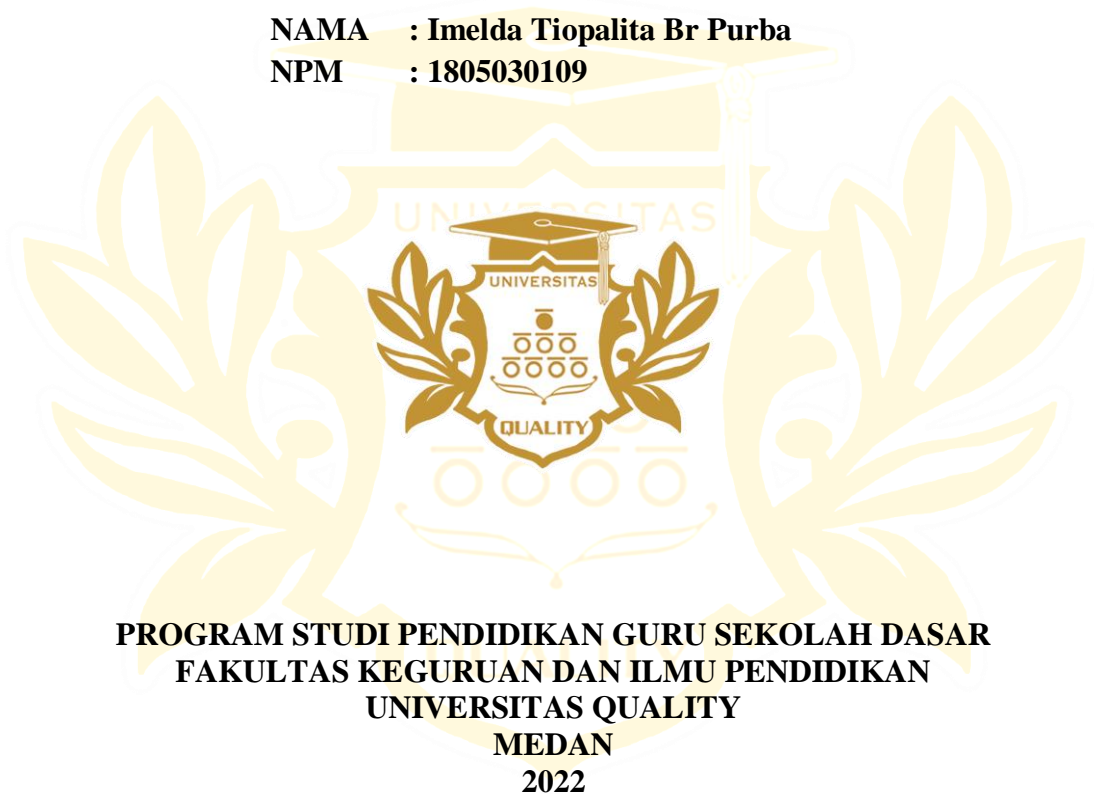 NAMA : Imelda Tiopalita Br Purba
NPM : 1805030109
UNIVERSITAS
UNIVERSITAS
QUALITY
PROGRAM STUDI PENDIDIKAN GURU SEKOLAH DASAR
FAKULTAS KEGURUAN DAN ILMU PENDIDIKAN
UNIVERSITAS QUALITY
MEDAN
2022